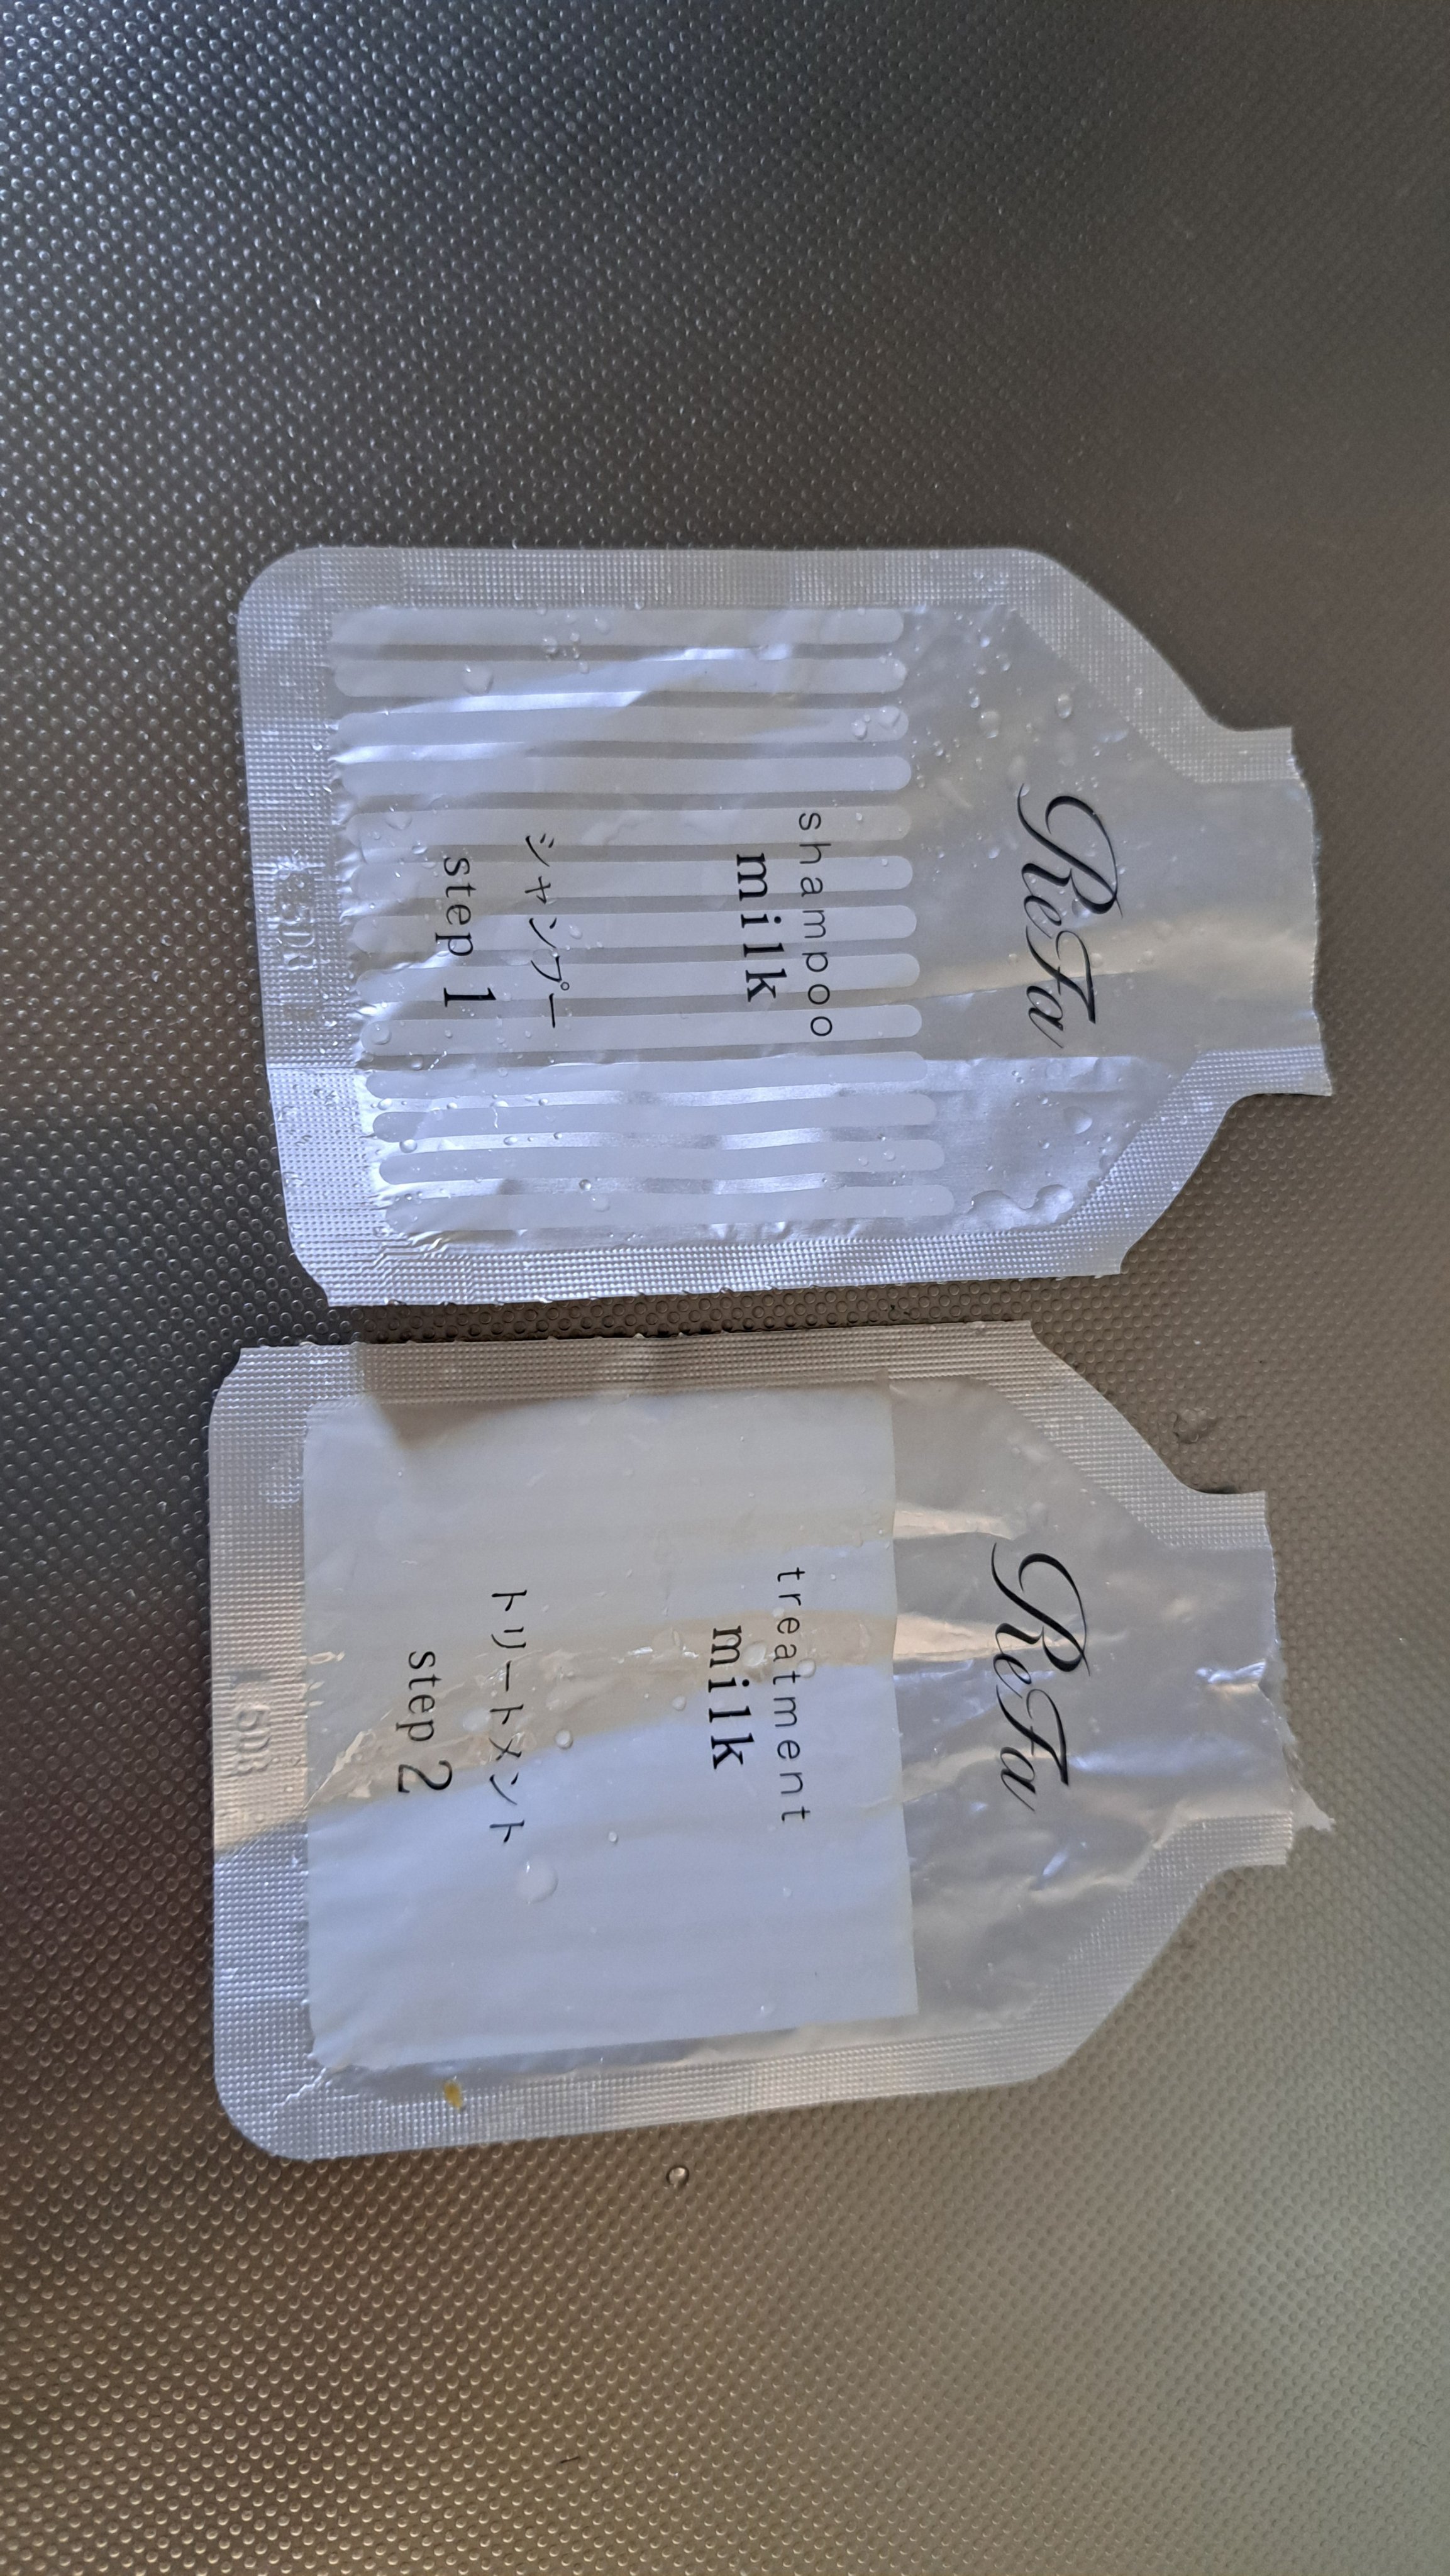 ReFa
shampoo
milk
シャンプー
step 1
ReFa
treatment
milk
トリートメント
step 2